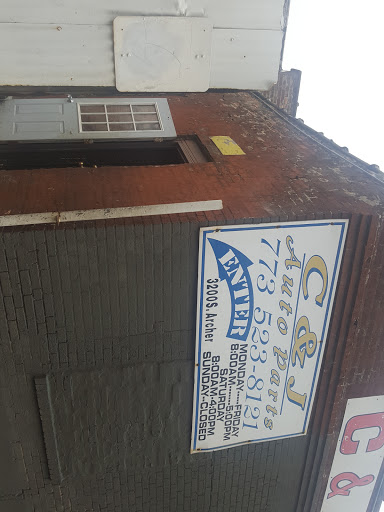 C & J
Auto Parts
773 523-8121
ENTER
3200 S. Archer
MONDAY----FRIDAY
8:00AM------5:00PM
SATURDAY
8:00AM-4:00PM
SUNDAY-CLOSED
C &